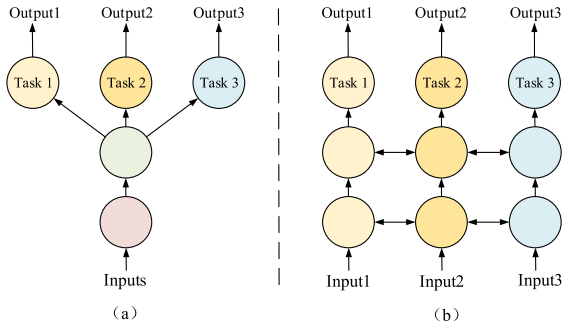 Output1 Output2 Output3
Task 1 Task 2 Task 3
Inputs
(a)
Output1 Output2 Output3
Task 1 Task 2 Task 3
Input1 Input2 Input3
(b)